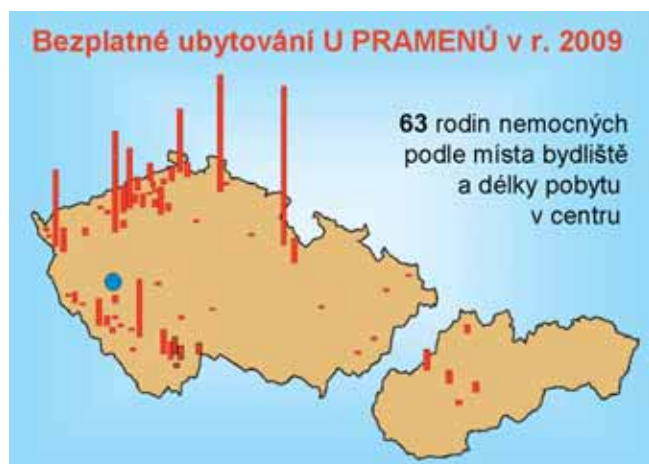 Bezplatné ubytování U PRAMENŮ v r. 2009
63 rodin nemocných
podle místa bydliště
a délky pobytu
v centru